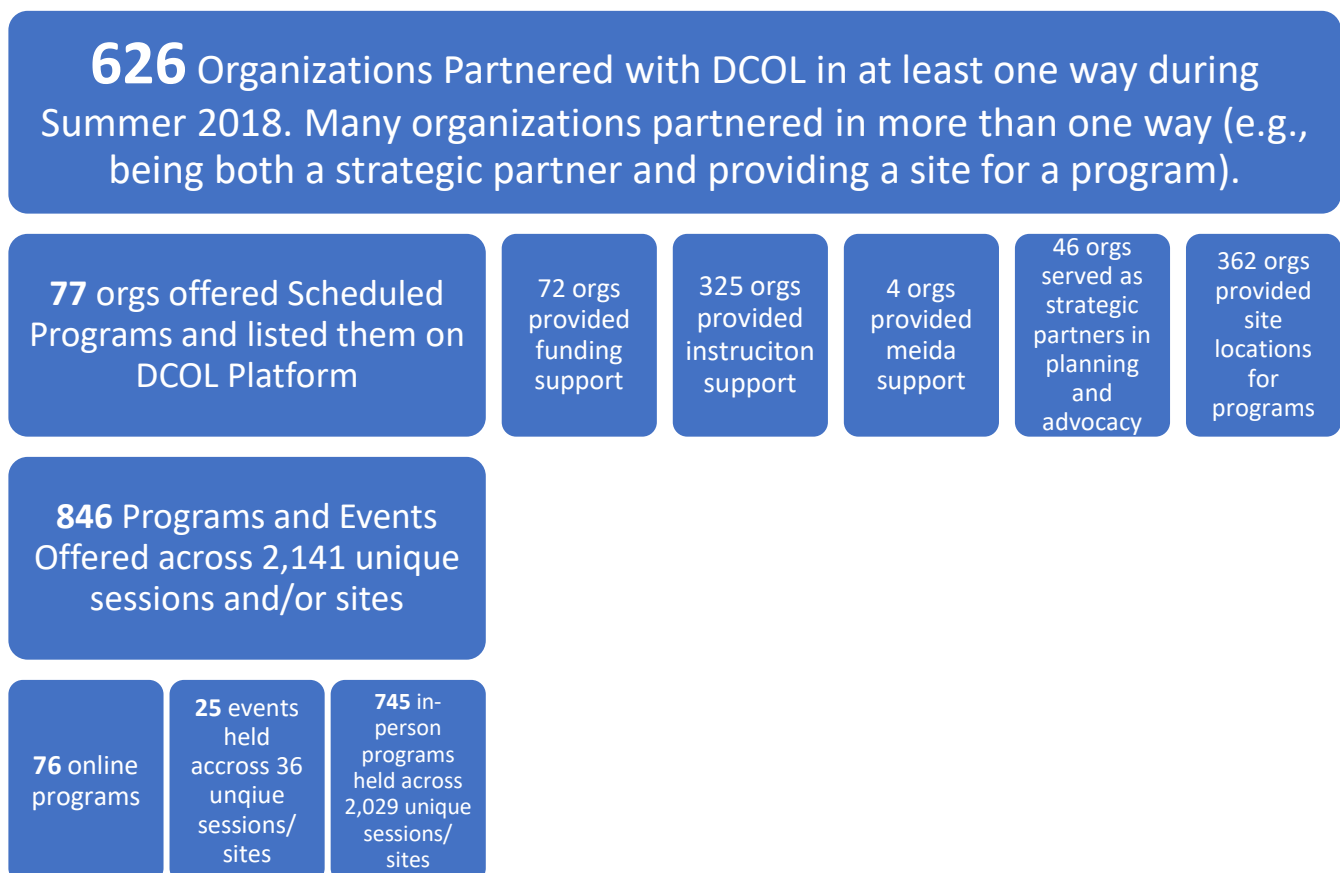 626 Organizations Partnered with DCOL in at least one way during
Summer 2018. Many organizations partnered in more than one way (e.g.,
being both a strategic partner and providing a site for a program).
77 orgs offered Scheduled
Programs and listed them on
DCOL Platform
72 orgs
provided
funding
support
325 orgs
provided
instruciton
support
4 orgs
provided
meida
support
46 orgs
served as
strategic
partners in
planning
and
advocacy
362 orgs
provided
site
locations
for
programs
846 Programs and Events
Offered across 2,141 unique
sessions and/or sites
76 online
programs
25 events
held
accross 36
unqiue
sessions/
sites
745 in-
person
programs
held across
2,029 unique
sessions/
sites